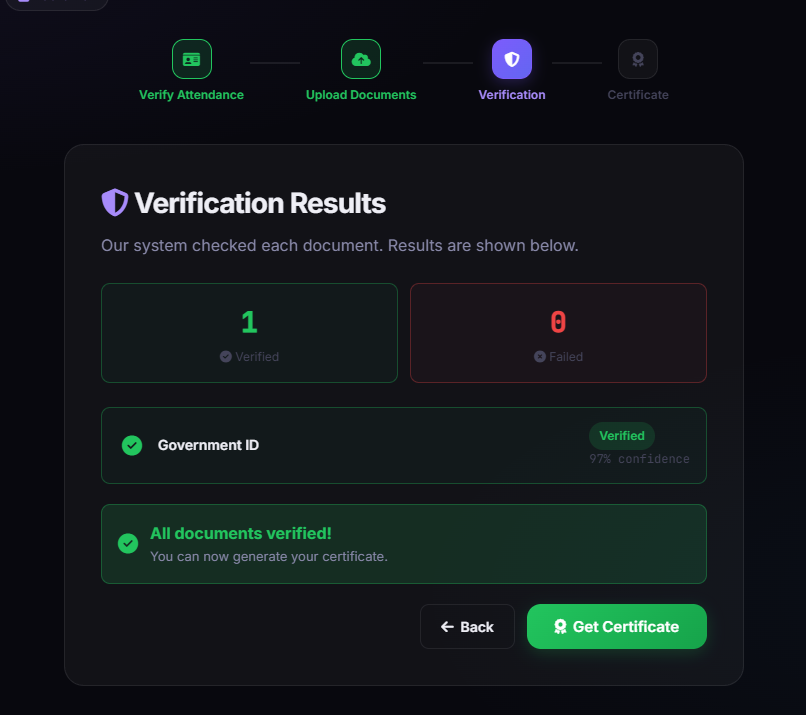 Verify Attendance
Upload Documents
Verification
Certificate
Verification Results
Our system checked each document. Results are shown below.
1
Verified
0
Failed
Government ID
Verified
97% confidence
All documents verified!
You can now generate your certificate.
Back
Get Certificate